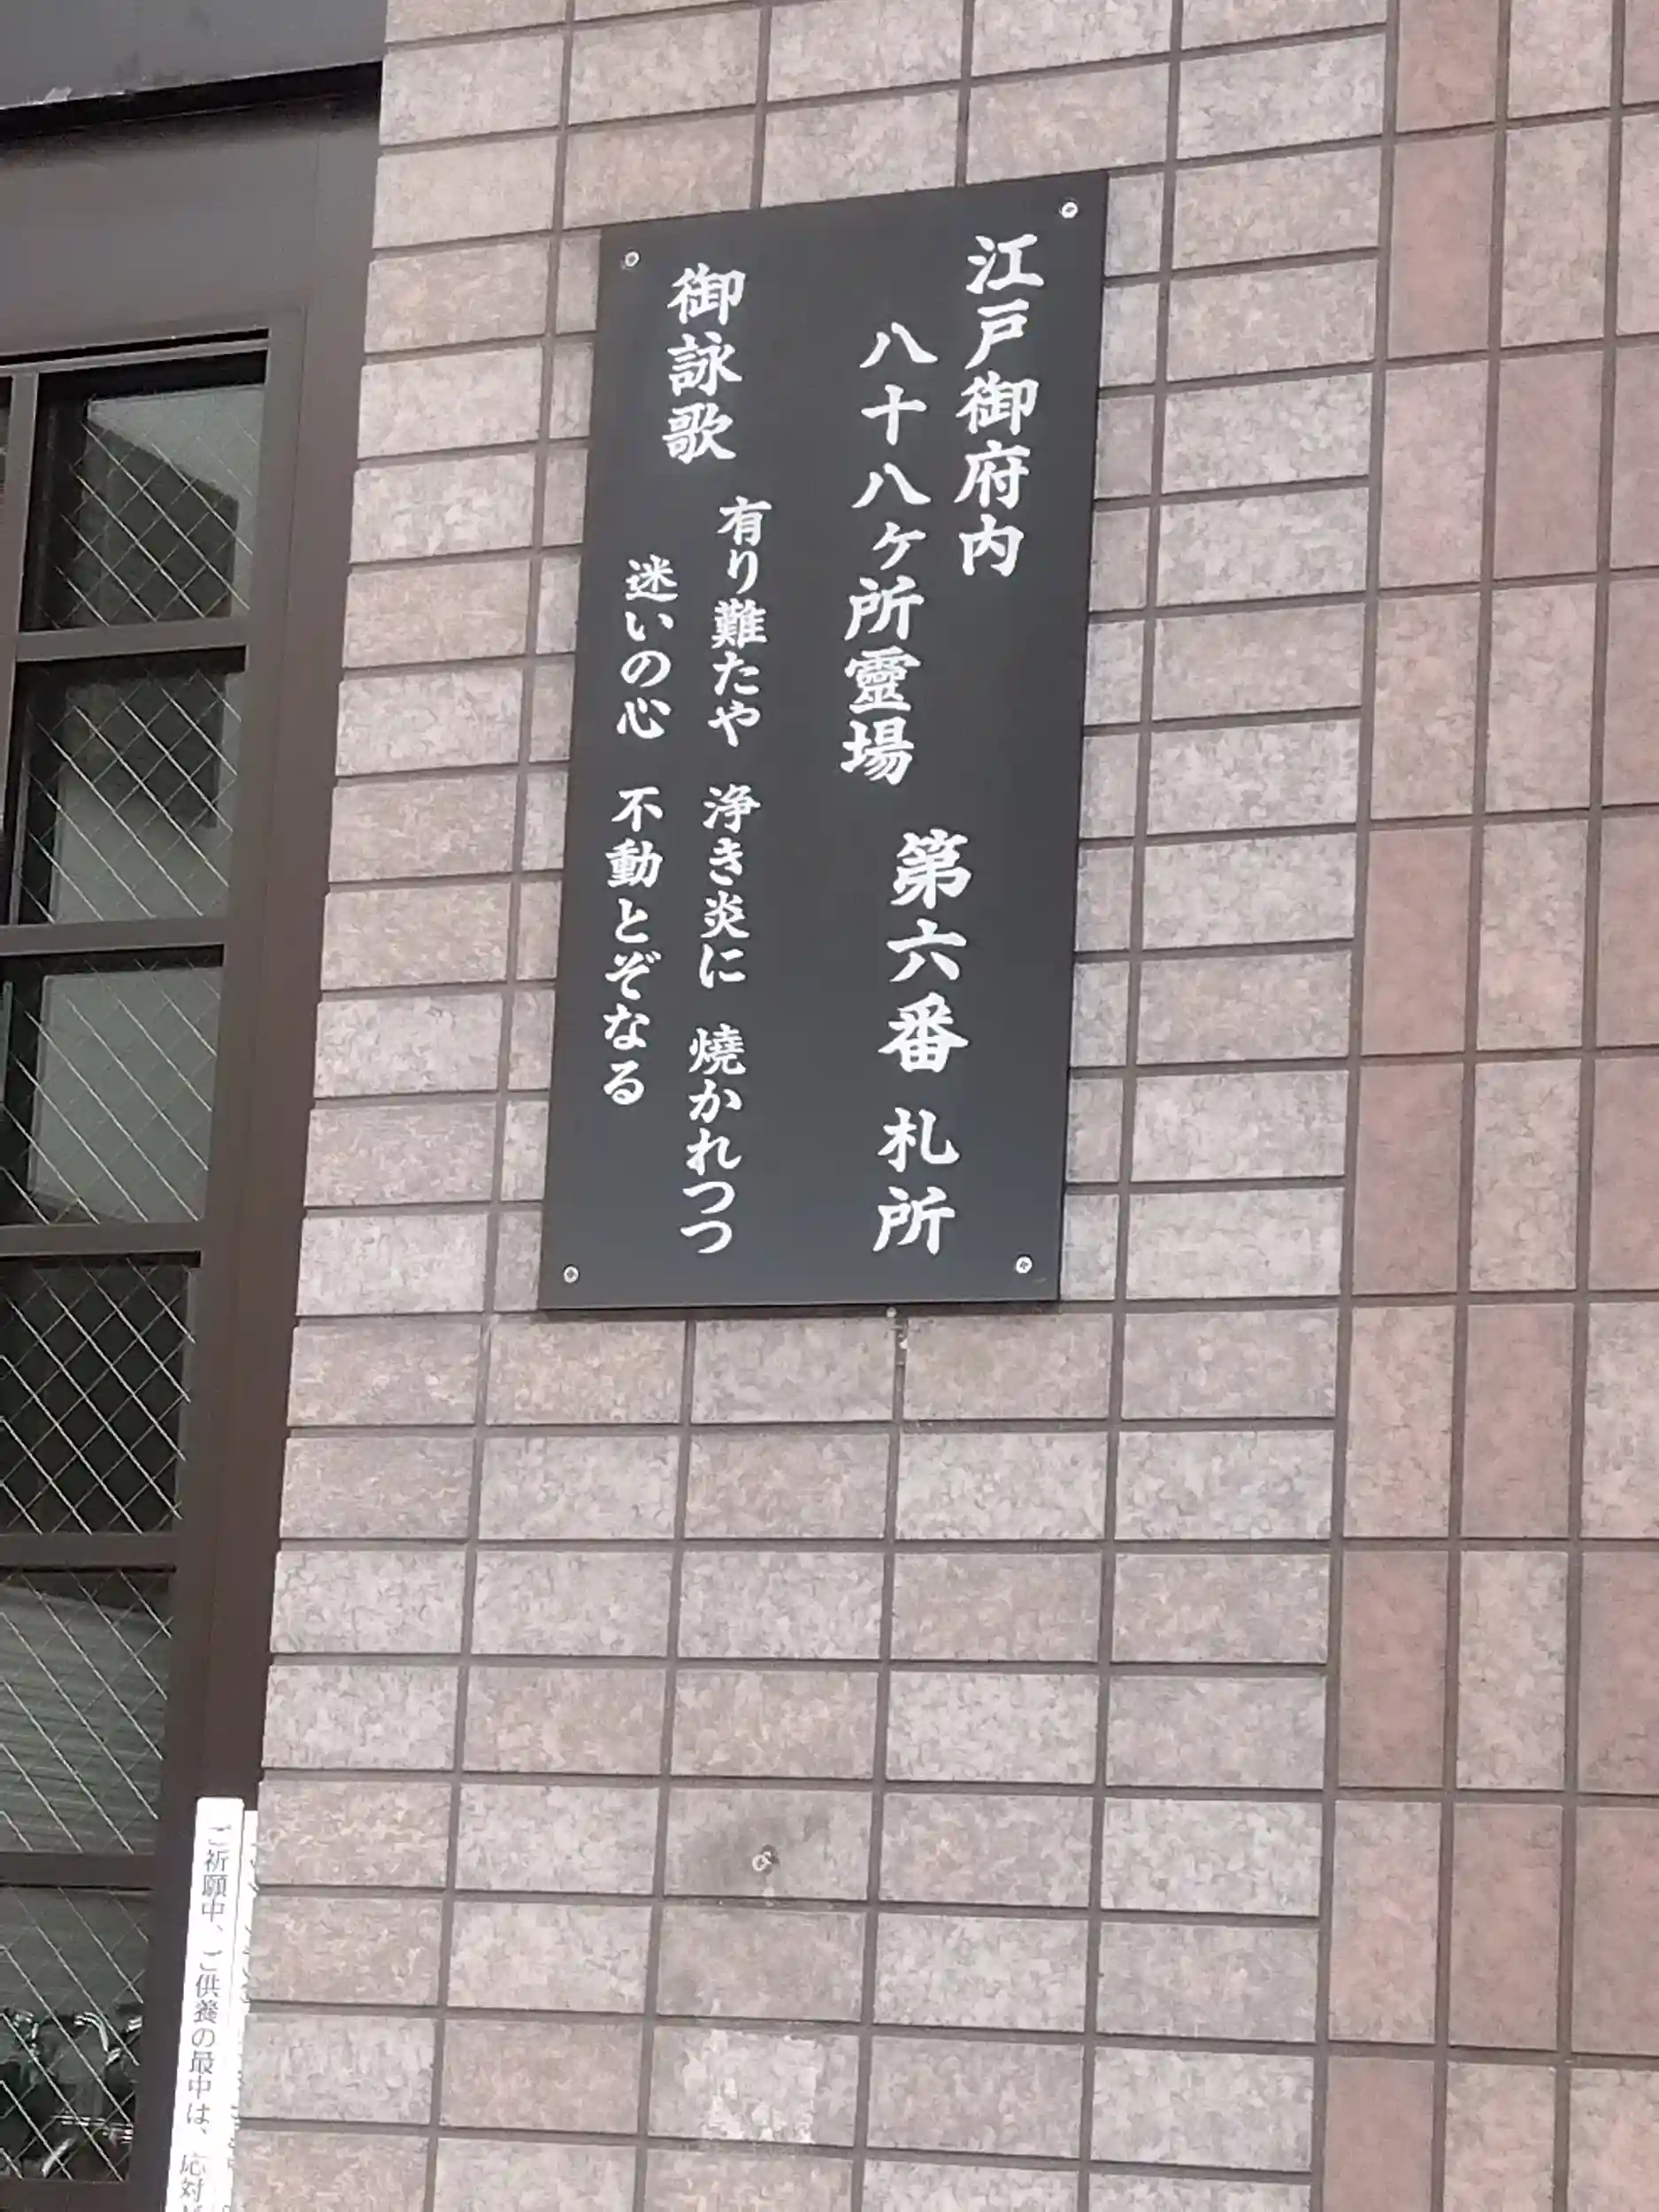 江戸御府内
八十八ケ所霊場
第六番 札所
御詠歌
有り難たや 浄き炎に 燒かれつつ
迷いの心 不動とぞなる
ご祈願中、ご供養の最中は、応対